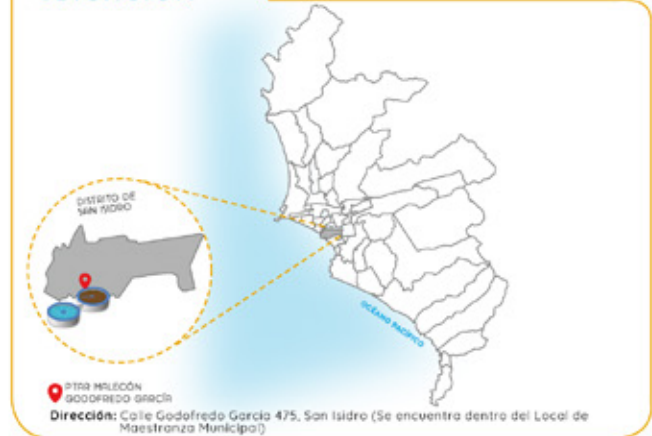 DISTRITO DE
SAN ISIDRO
OCÉANO PACÍFICO
PTAR MALECÓN
GODOFREDO GARCÍA
Dirección: Calle Godofredo García 475, San Isidro (Se encuentra dentro del Local de
Maestranza Municipal)